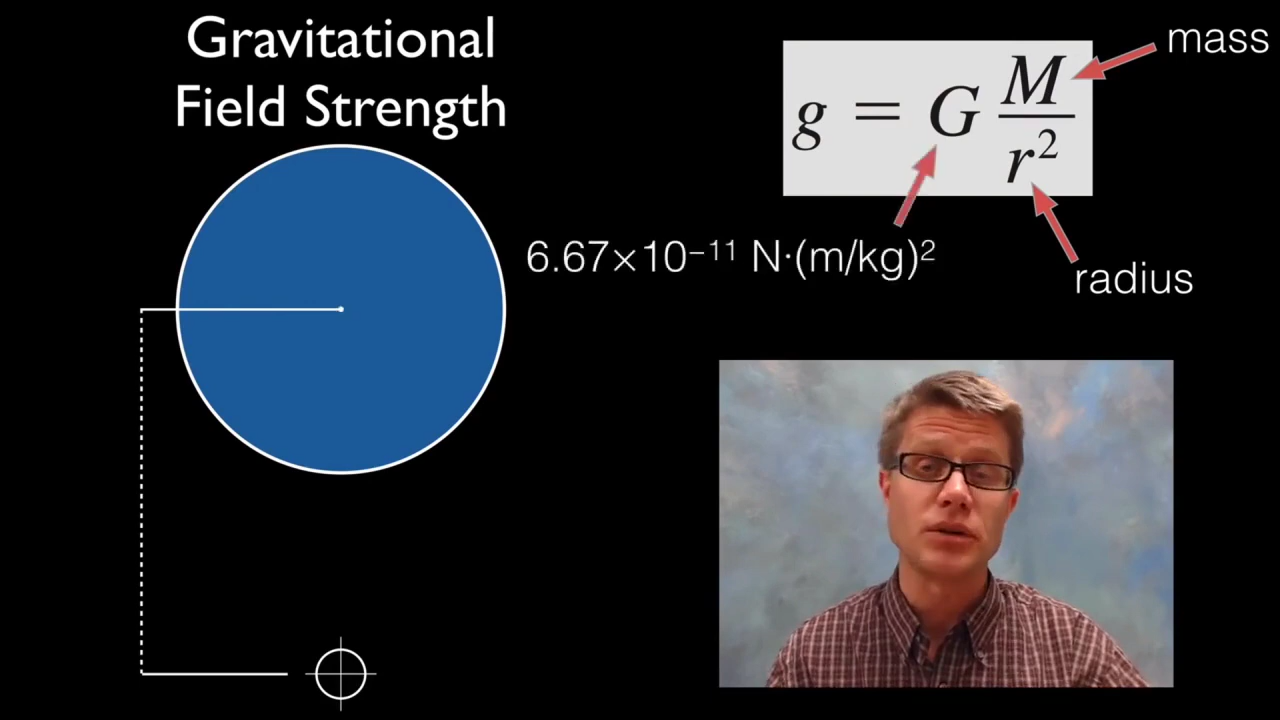 Gravitational
Field Strength
mass
g = G M/r²
6.67×10⁻¹¹ N·(m/kg)²
radius